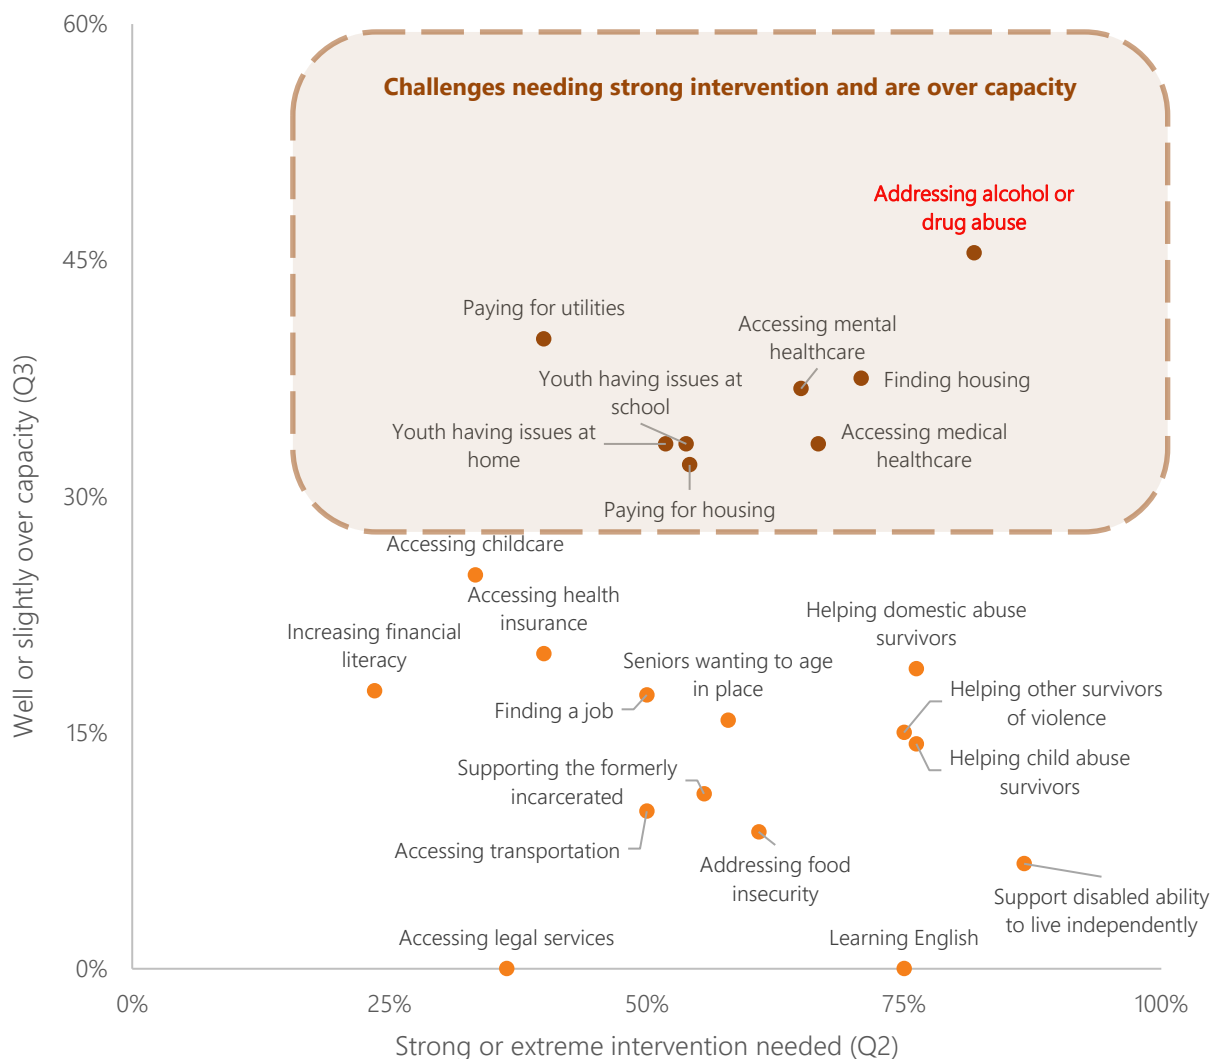 60%
Challenges needing strong intervention and are over capacity
Addressing alcohol or
drug abuse
45%
Paying for utilities
Accessing mental
healthcare
Youth having issues at
school
Finding housing
Youth having issues at
home
Accessing medical
healthcare
30%
Paying for housing
Accessing childcare
Accessing health
insurance
Helping domestic abuse
survivors
Increasing financial
literacy
Seniors wanting to age
in place
Helping other survivors
of violence
Finding a job
15%
Helping child abuse
survivors
Supporting the formerly
incarcerated
Accessing transportation
Addressing food
insecurity
Support disabled ability
to live independently
Accessing legal services
Learning English
0%
Well or slightly over capacity (Q3)
0%
25%
50%
75%
100%
Strong or extreme intervention needed (Q2)